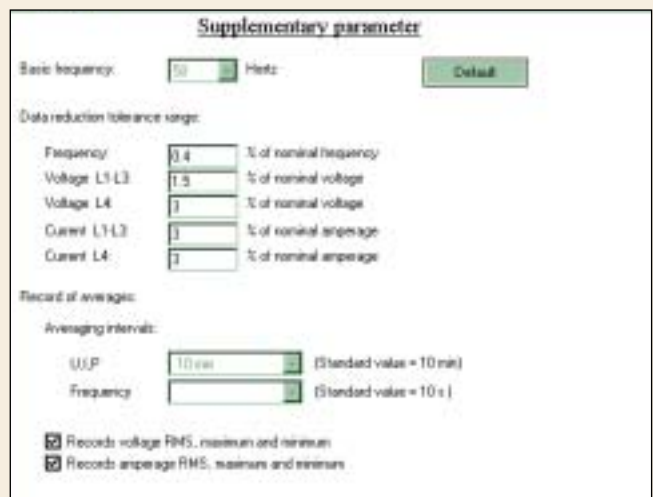 Supplementary parameter
Basic frequency: 50 Hertz Default
Data reduction tolerance range:
Frequency 0.4 % of nominal frequency
Voltage L1-L3 1.5 % of nominal voltage
Voltage L4: 3 % of nominal voltage
Current L1-L3 3 % of nominal amperage
Current L4: 3 % of nominal amperage
Record of averages:
Averaging intervals:
U,I,P 10 min (Standard value = 10 min)
Frequency (Standard value = 10 s)
Records voltage RMS, maximum and minimum
Records amperage RMS, maximum and minimum